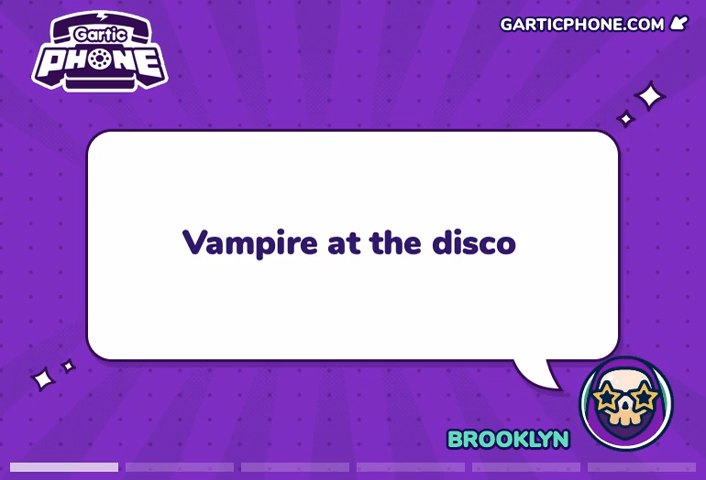 Gartic
PHONE
GARTICPHONE.COM
Vampire at the disco
BROOKLYN